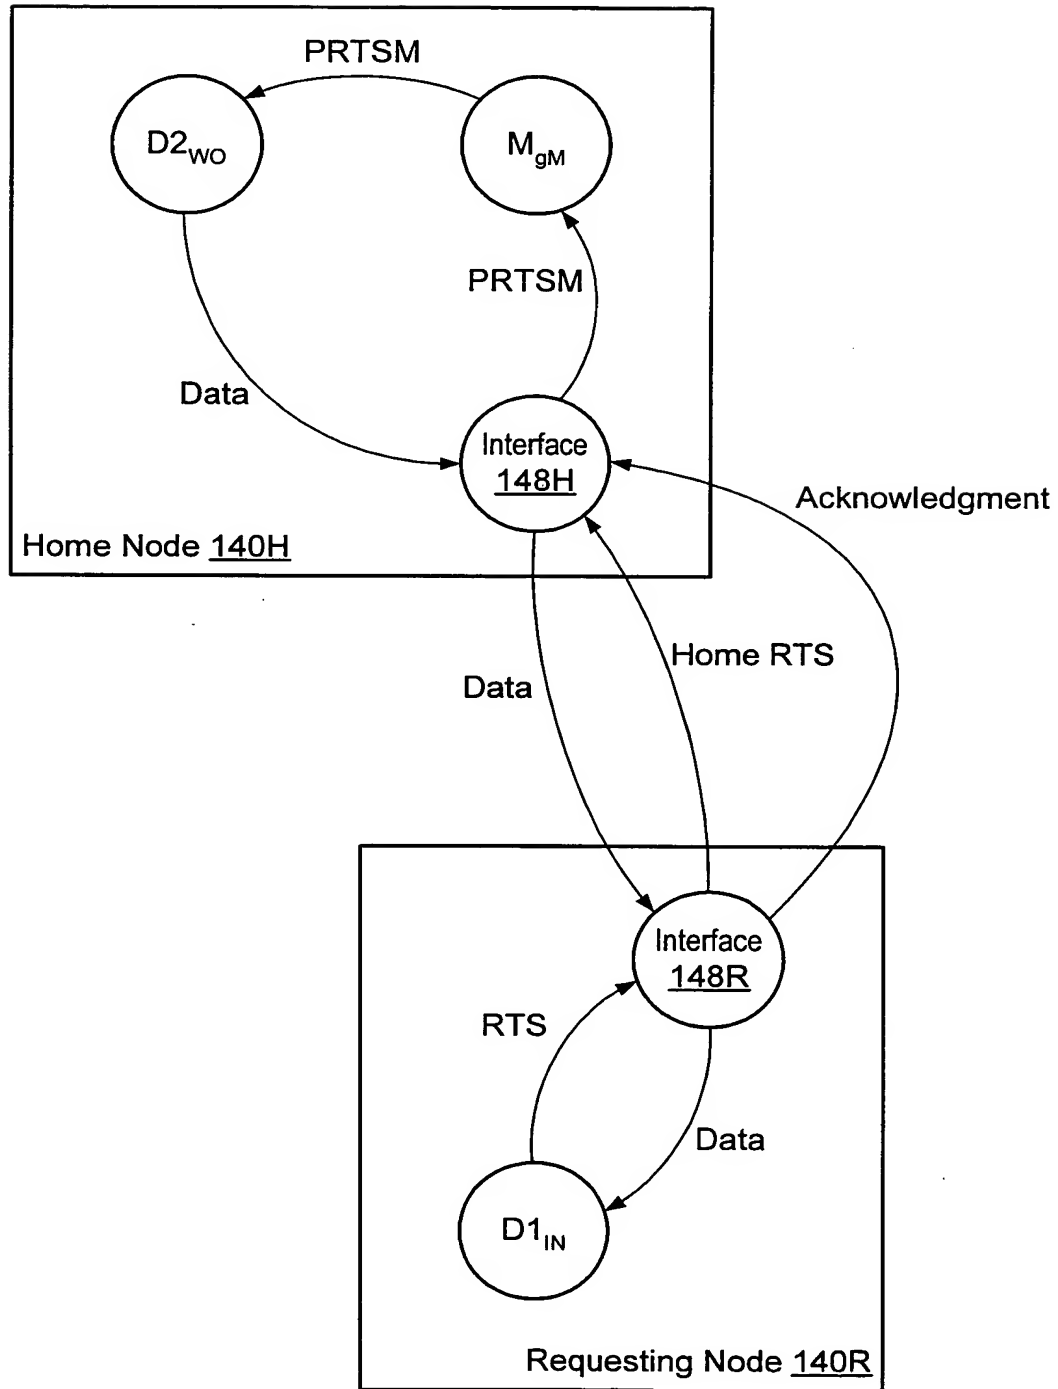 PRTSM
D2WO
MgM
PRTSM
Data
Interface
148H
Acknowledgment
Home Node 140H
Home RTS
Data
Interface
148R
RTS
Data
D1IN
Requesting Node 140R